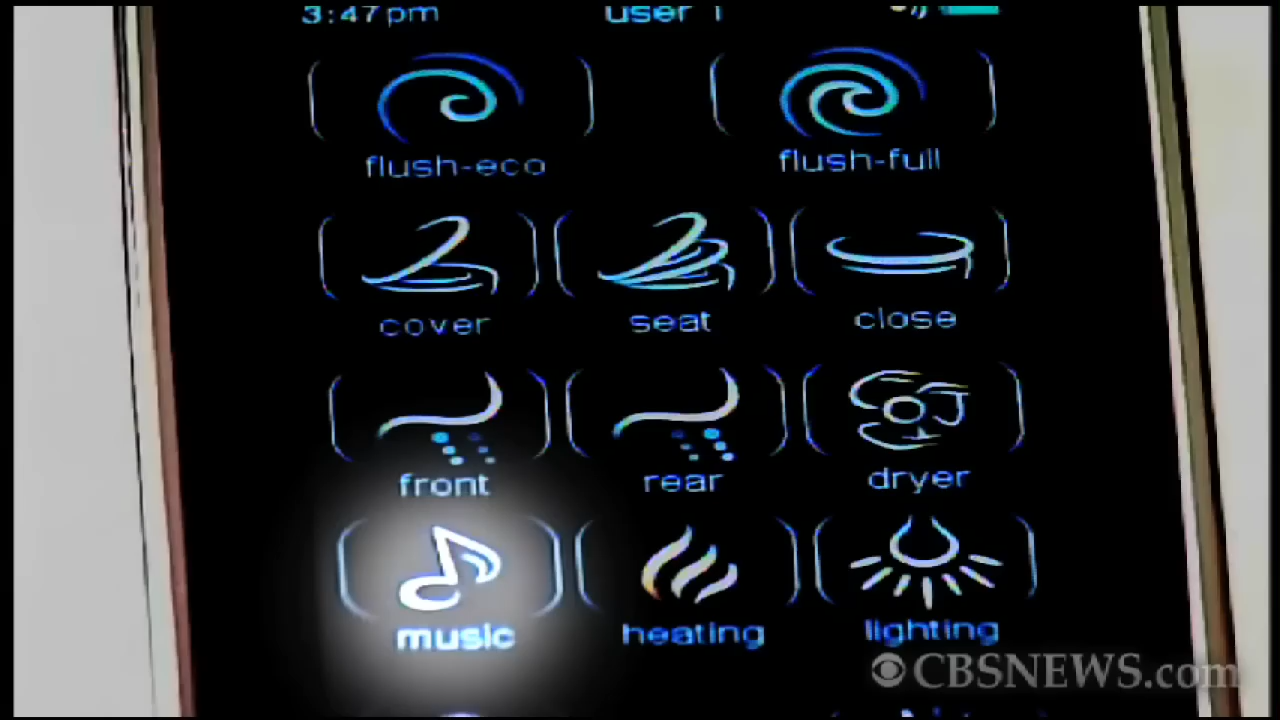 3:47pm user 1
flush-eco flush-full
cover seat close
front rear dryer
music heating lighting
CBSNEWS.com